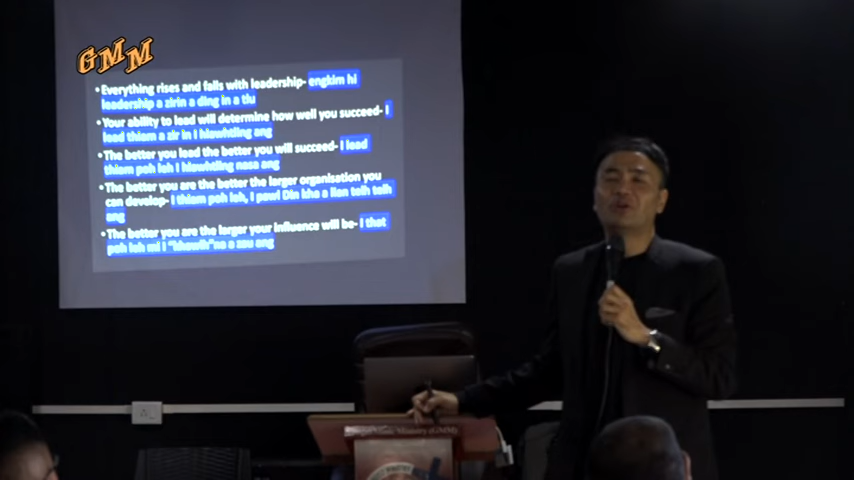 GMM
•Everything rises and falls with leadership- engkim hi
leadership a zirin a ding in a tlu
•Your ability to lead will determine how well you succeed- I
lead thiam a zir in I hlawhtling ang
•The better you lead the better you will succeed- I lead
thiam poh leh I hlawhtling nasa ang
•The better you are the better the larger organisation you
can develop- I thiam poh leh, I pawl Din kha a lian telh telh
ang
•The better you are the larger your influence will be- I that
poh leh mi I a zau ang
Music Ministry (GMM)